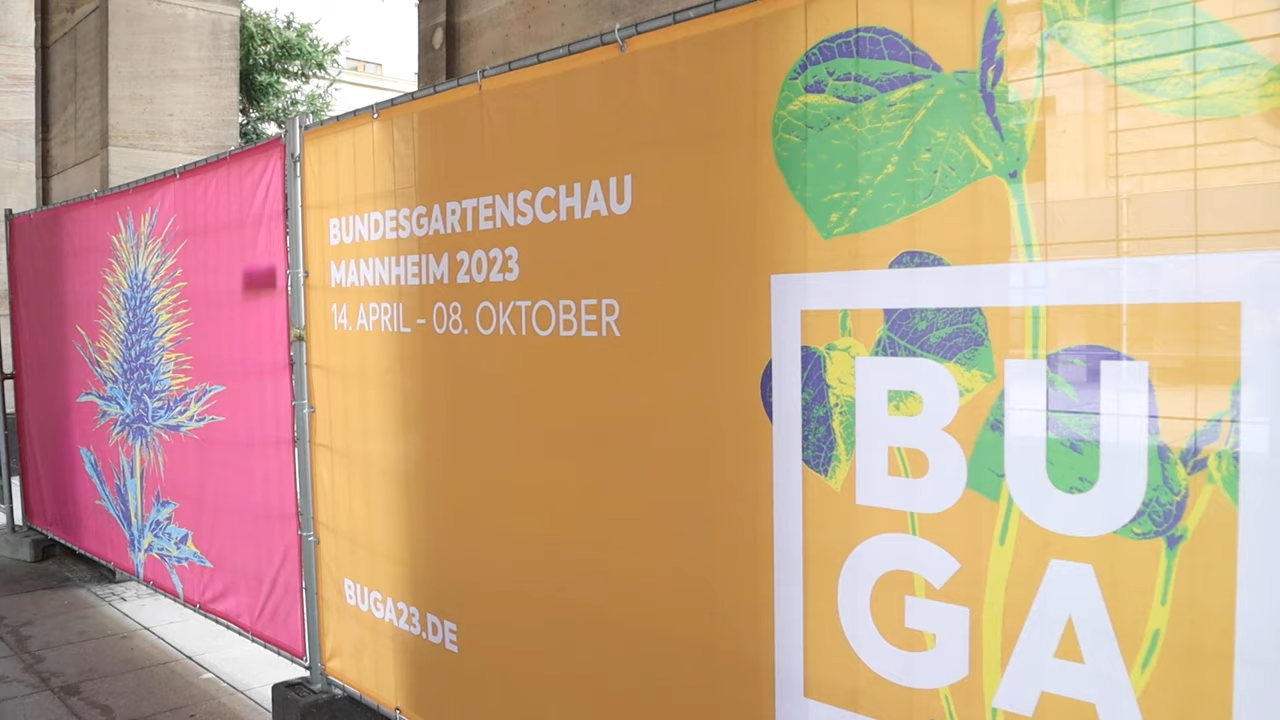 BUNDESGARTENSCHAU
MANNHEIM 2023
14. APRIL – 08. OKTOBER
BUGA23.DE
BU
GA